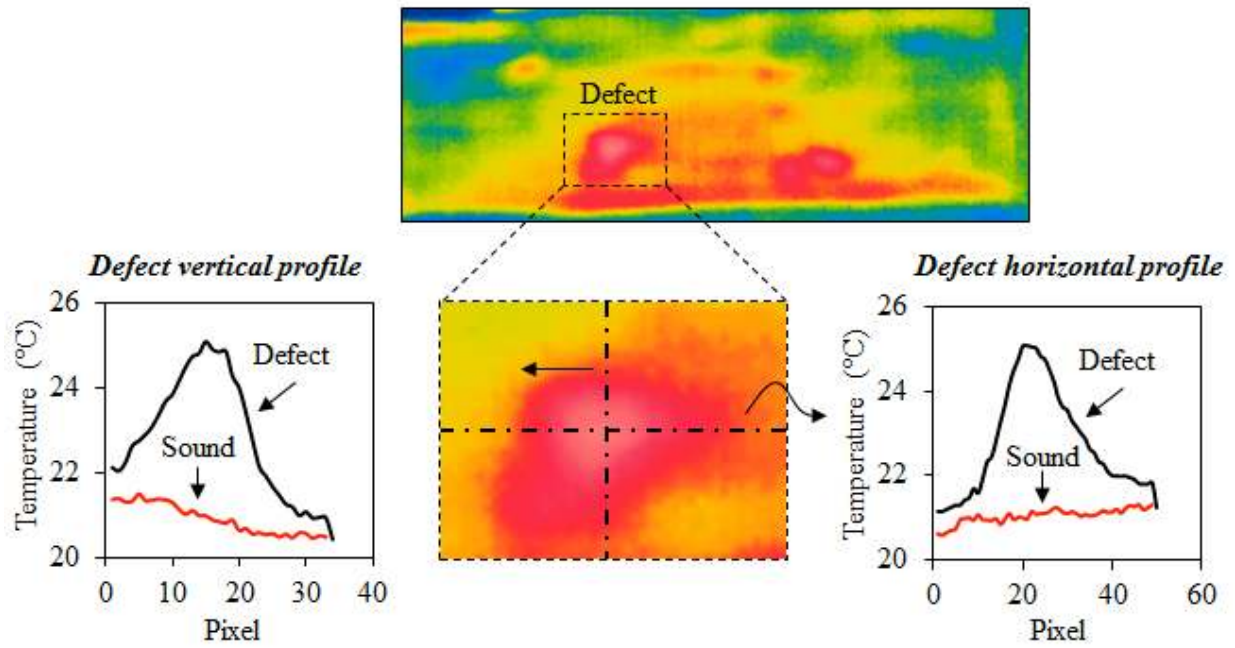 Defect
Defect vertical profile
26
24
22
20
0 10 20 30 40
Temperature (°C)
Pixel
Defect
Sound
Defect horizontal profile
26
24
22
20
0 20 40 60
Temperature (°C)
Pixel
Defect
Sound